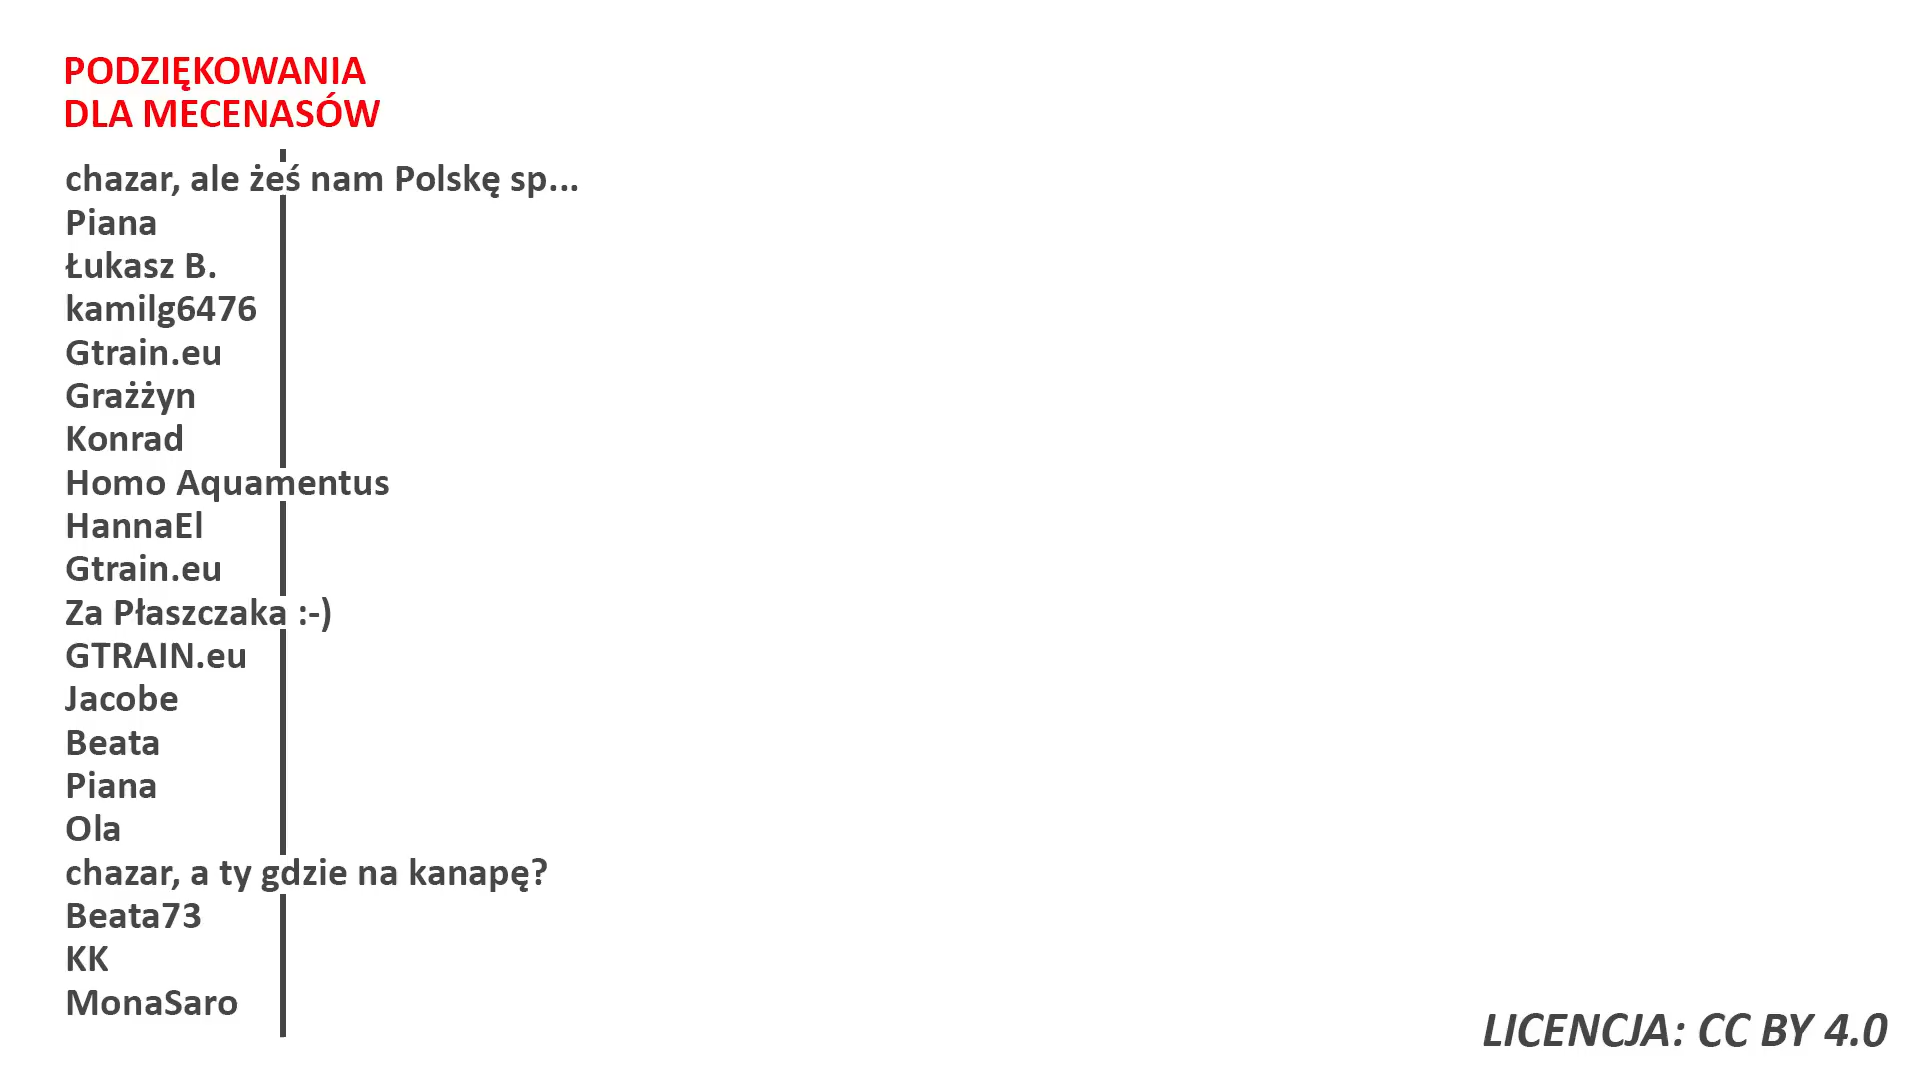 PODZIĘKOWANIA
DLA MECENASÓW
chazar, ale żeś nam Polskę sp...
Piana
Łukasz B.
kamilg6476
Gtrain.eu
Grażżyn
Konrad
Homo Aquamentus
HannaEl
Gtrain.eu
Za Płaszczaka :-)
GTRAIN.eu
Jacobe
Beata
Piana
Ola
chazar, a ty gdzie na kanapę?
Beata73
KK
MonaSaro
LICENCJA: CC BY 4.0